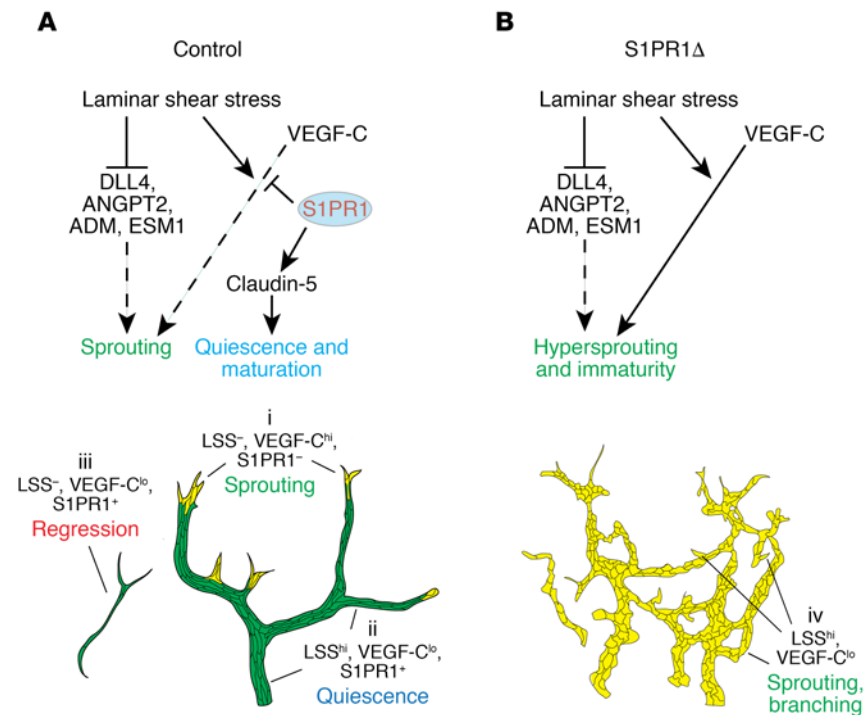 A
Control
Laminar shear stress
VEGF-C
DLL4,
ANGPT2,
ADM, ESM1
S1PR1
Claudin-5
Sprouting
Quiescence and
maturation
i
LSS⁻, VEGF-Cʰⁱ,
S1PR1⁻
Sprouting
iii
LSS⁻, VEGF-Cˡᵒ,
S1PR1⁺
Regression
ii
LSSʰⁱ, VEGF-Cˡᵒ,
S1PR1⁺
Quiescence
B
S1PR1Δ
Laminar shear stress
VEGF-C
DLL4,
ANGPT2,
ADM, ESM1
Hypersprouting
and immaturity
iv
LSSʰⁱ,
VEGF-Cˡᵒ
Sprouting,
branching